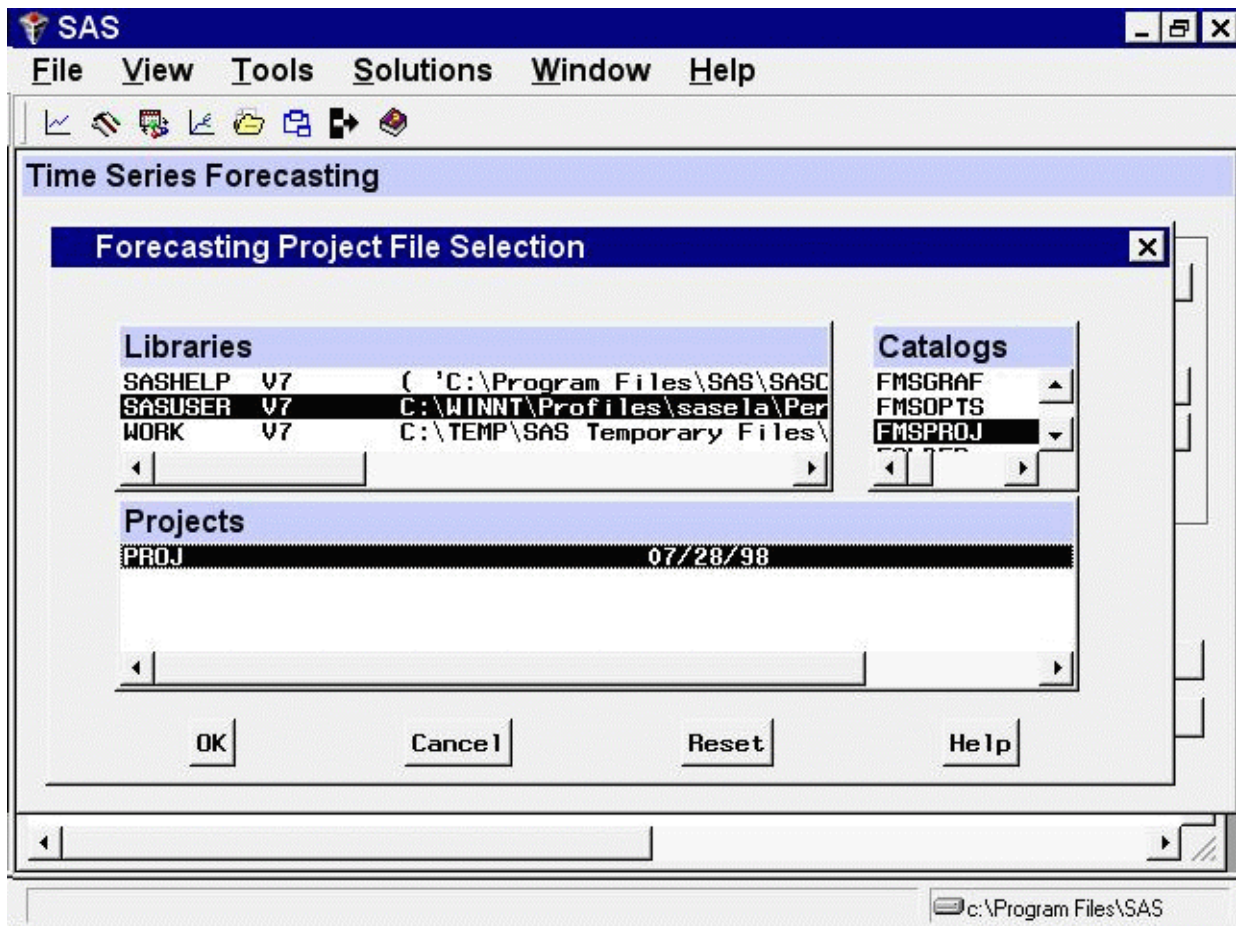 SAS
File View Tools Solutions Window Help
Time Series Forecasting
Forecasting Project File Selection
Libraries
SASHELP V7 ( 'C:\Program Files\SAS\SASC
SASUSER V7 C:\WINNT\Profiles\sasela\Per
WORK V7 C:\TEMP\SAS Temporary Files\
Catalogs
FMSGRAF
FMSOPTS
FMSPROJ
Projects
PROJ 07/28/98
OK Cancel Reset Help
c:\Program Files\SAS